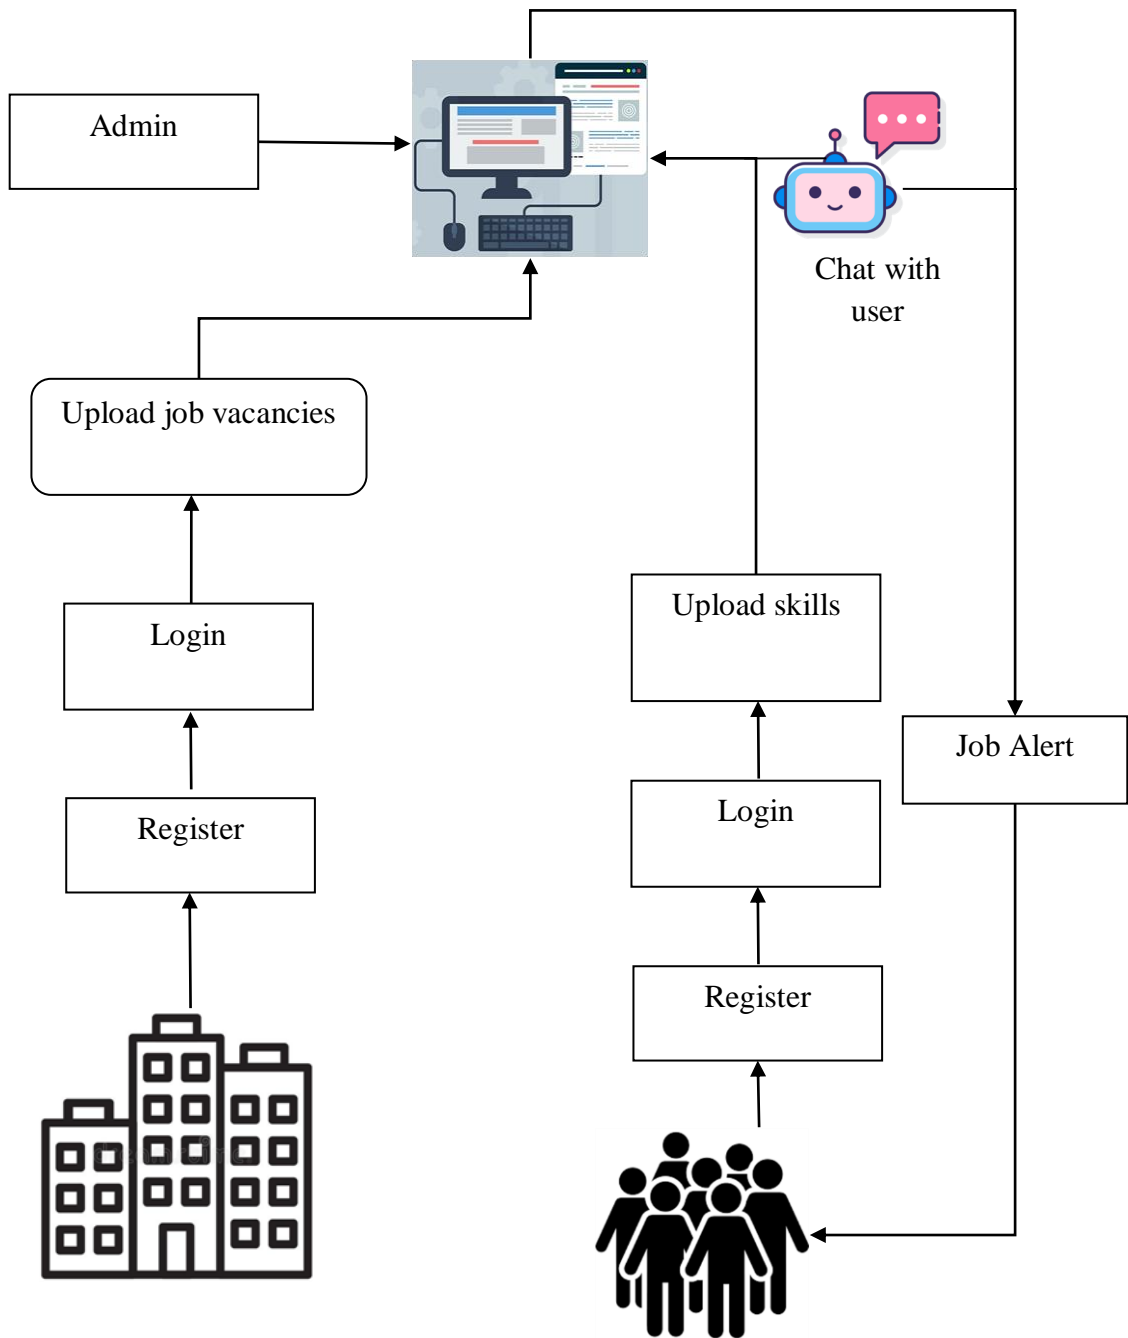 Admin
Chat with
user
Upload job vacancies
Upload skills
Login
Job Alert
Login
Register
Register